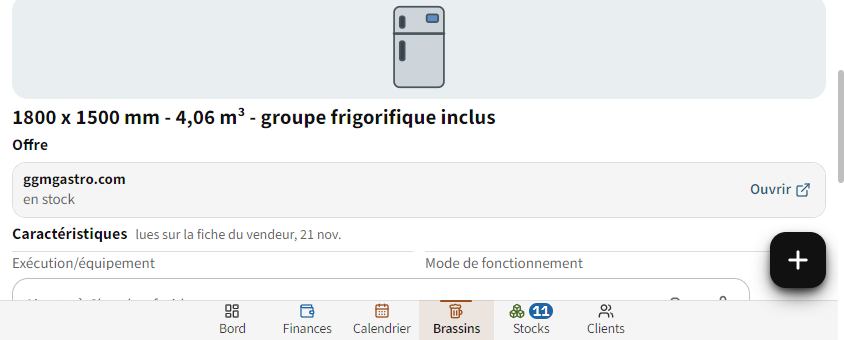 1800 x 1500 mm - 4,06 m³ - groupe frigorifique inclus
Offre
ggmgastro.com
en stock
Ouvrir
Caractéristiques lues sur la fiche du vendeur, 21 nov.
Exécution/équipement
Mode de fonctionnement
Bord
Finances
Calendrier
Brassins
Stocks 11
Clients